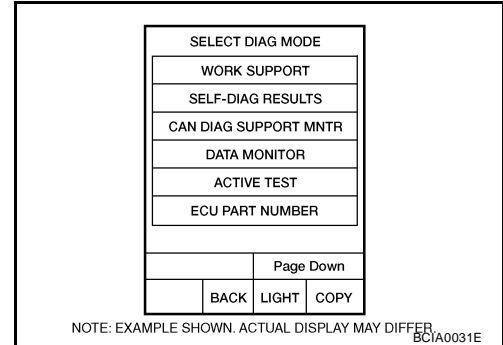 SELECT DIAG MODE
WORK SUPPORT
SELF-DIAG RESULTS
CAN DIAG SUPPORT MNTR
DATA MONITOR
ACTIVE TEST
ECU PART NUMBER
Page Down
BACK LIGHT COPY
NOTE: EXAMPLE SHOWN. ACTUAL DISPLAY MAY DIFFER.
BCIA0031E